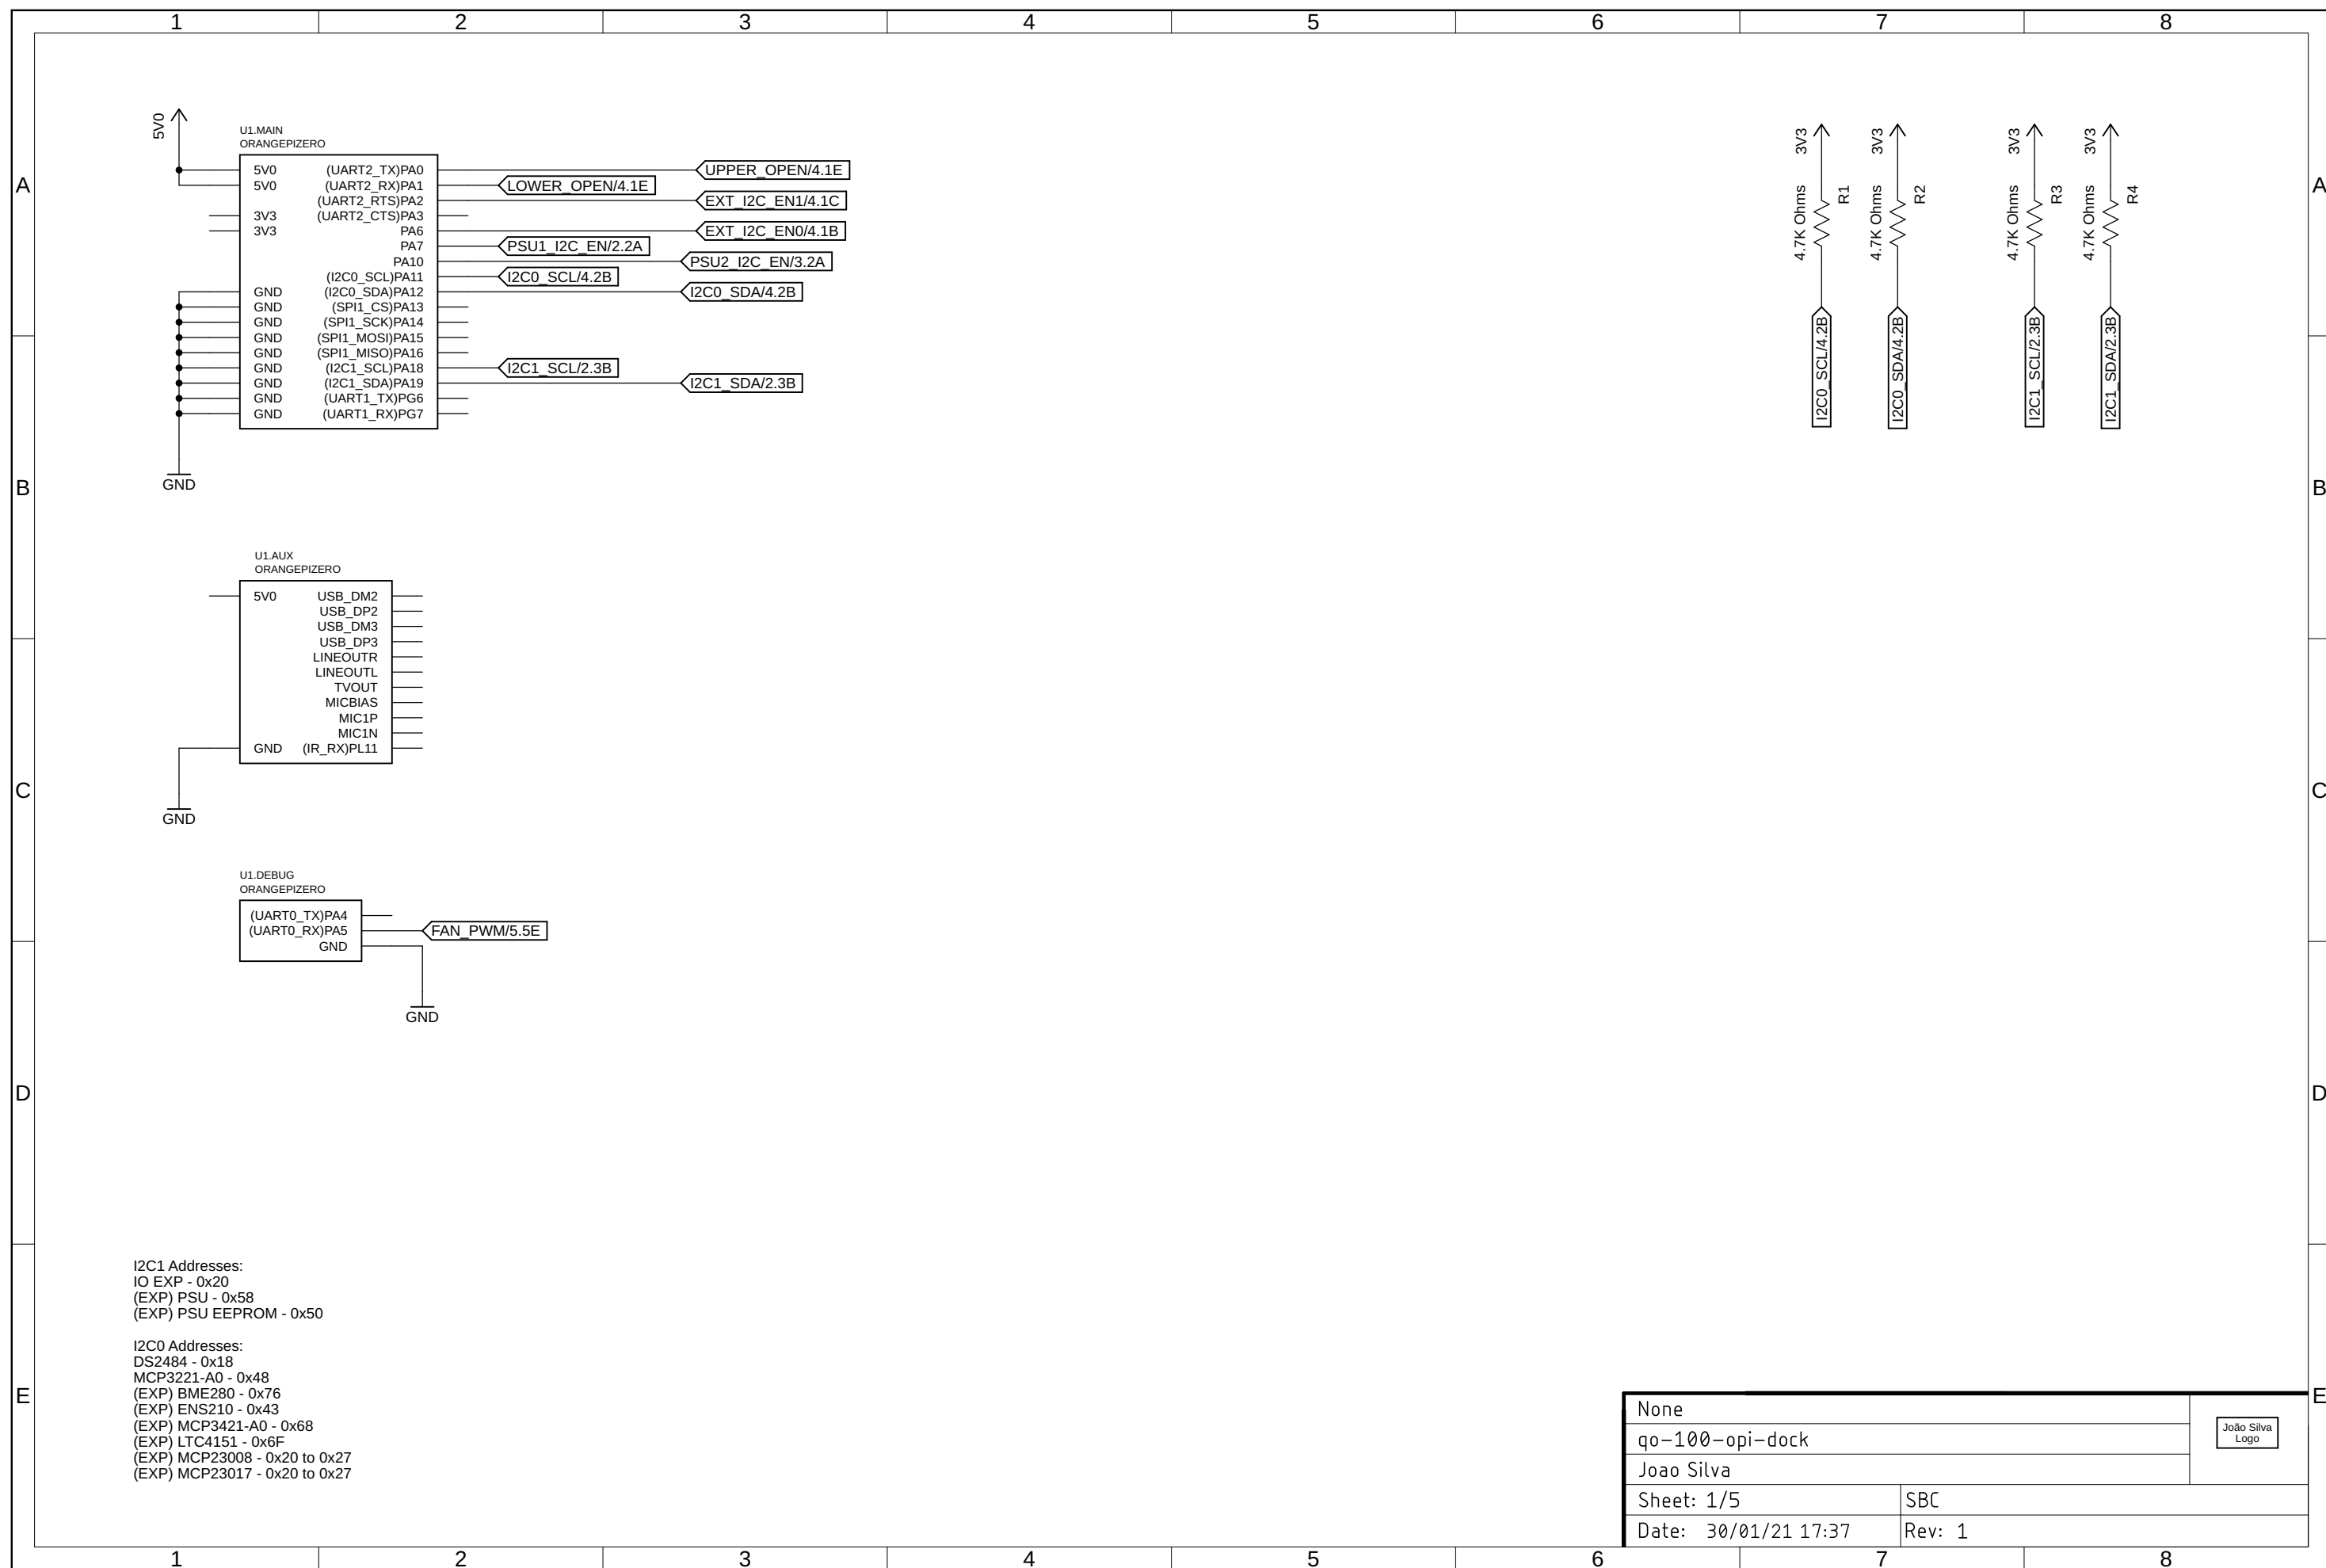 1 2 3 4 5 6 7 8
A A
B B
C C
D D
E E
5V0
U1.MAIN
ORANGEPIZERO
5V0 (UART2_TX)PA0 UPPER_OPEN/4.1E
5V0 (UART2_RX)PA1 LOWER_OPEN/4.1E
(UART2_RTS)PA2 EXT_I2C_EN1/4.1C
3V3 (UART2_CTS)PA3
3V3 PA6 EXT_I2C_EN0/4.1B
PA7 PSU1_I2C_EN/2.2A
PA10 PSU2_I2C_EN/3.2A
(I2C0_SCL)PA11 I2C0_SCL/4.2B
GND (I2C0_SDA)PA12 I2C0_SDA/4.2B
GND (SPI1_CS)PA13
GND (SPI1_SCK)PA14
GND (SPI1_MOSI)PA15
GND (SPI1_MISO)PA16
GND (I2C1_SCL)PA18 I2C1_SCL/2.3B
GND (I2C1_SDA)PA19 I2C1_SDA/2.3B
GND (UART1_TX)PG6
GND (UART1_RX)PG7
GND
3V3 3V3 3V3 3V3
4.7K Ohms R1 4.7K Ohms R2 4.7K Ohms R3 4.7K Ohms R4
I2C0_SCL/4.2B I2C0_SDA/4.2B I2C1_SCL/2.3B I2C1_SDA/2.3B
U1.AUX
ORANGEPIZERO
5V0 USB_DM2
USB_DP2
USB_DM3
USB_DP3
LINEOUTR
LINEOUTL
TVOUT
MICBIAS
MIC1P
MIC1N
GND (IR_RX)PL11
GND
U1.DEBUG
ORANGEPIZERO
(UART0_TX)PA4
(UART0_RX)PA5 FAN_PWM/5.5E
GND
GND
I2C1 Addresses:
IO EXP - 0x20
(EXP) PSU - 0x58
(EXP) PSU EEPROM - 0x50
I2C0 Addresses:
DS2484 - 0x18
MCP3221-A0 - 0x48
(EXP) BME280 - 0x76
(EXP) ENS210 - 0x43
(EXP) MCP3421-A0 - 0x68
(EXP) LTC4151 - 0x6F
(EXP) MCP23008 - 0x20 to 0x27
(EXP) MCP23017 - 0x20 to 0x27
None
qo-100-opi-dock
Joao Silva
João Silva
Logo
Sheet: 1/5 SBC
Date: 30/01/21 17:37 Rev: 1
1 2 3 4 5 6 7 8